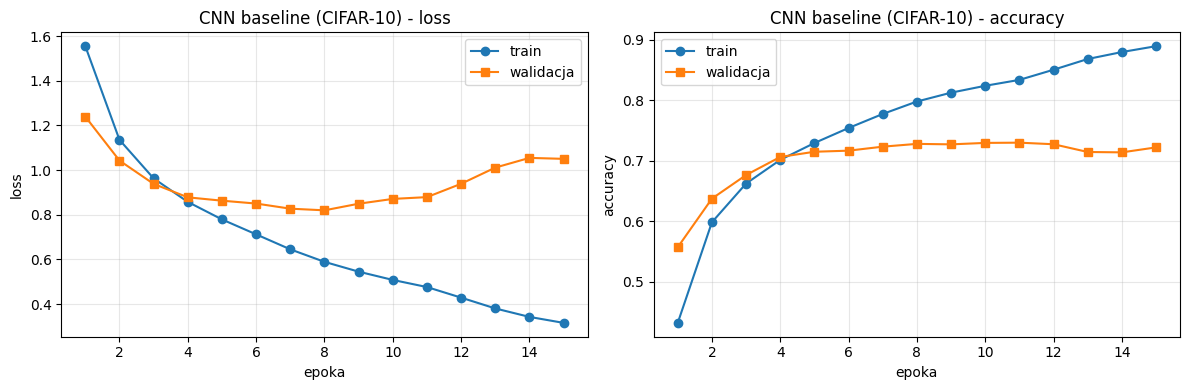 CNN baseline (CIFAR-10) - loss
1.6
1.4
1.2
1.0
0.8
0.6
0.4
loss
train
walidacja
2 4 6 8 10 12 14
epoka
CNN baseline (CIFAR-10) - accuracy
0.9
0.8
0.7
0.6
0.5
accuracy
train
walidacja
2 4 6 8 10 12 14
epoka